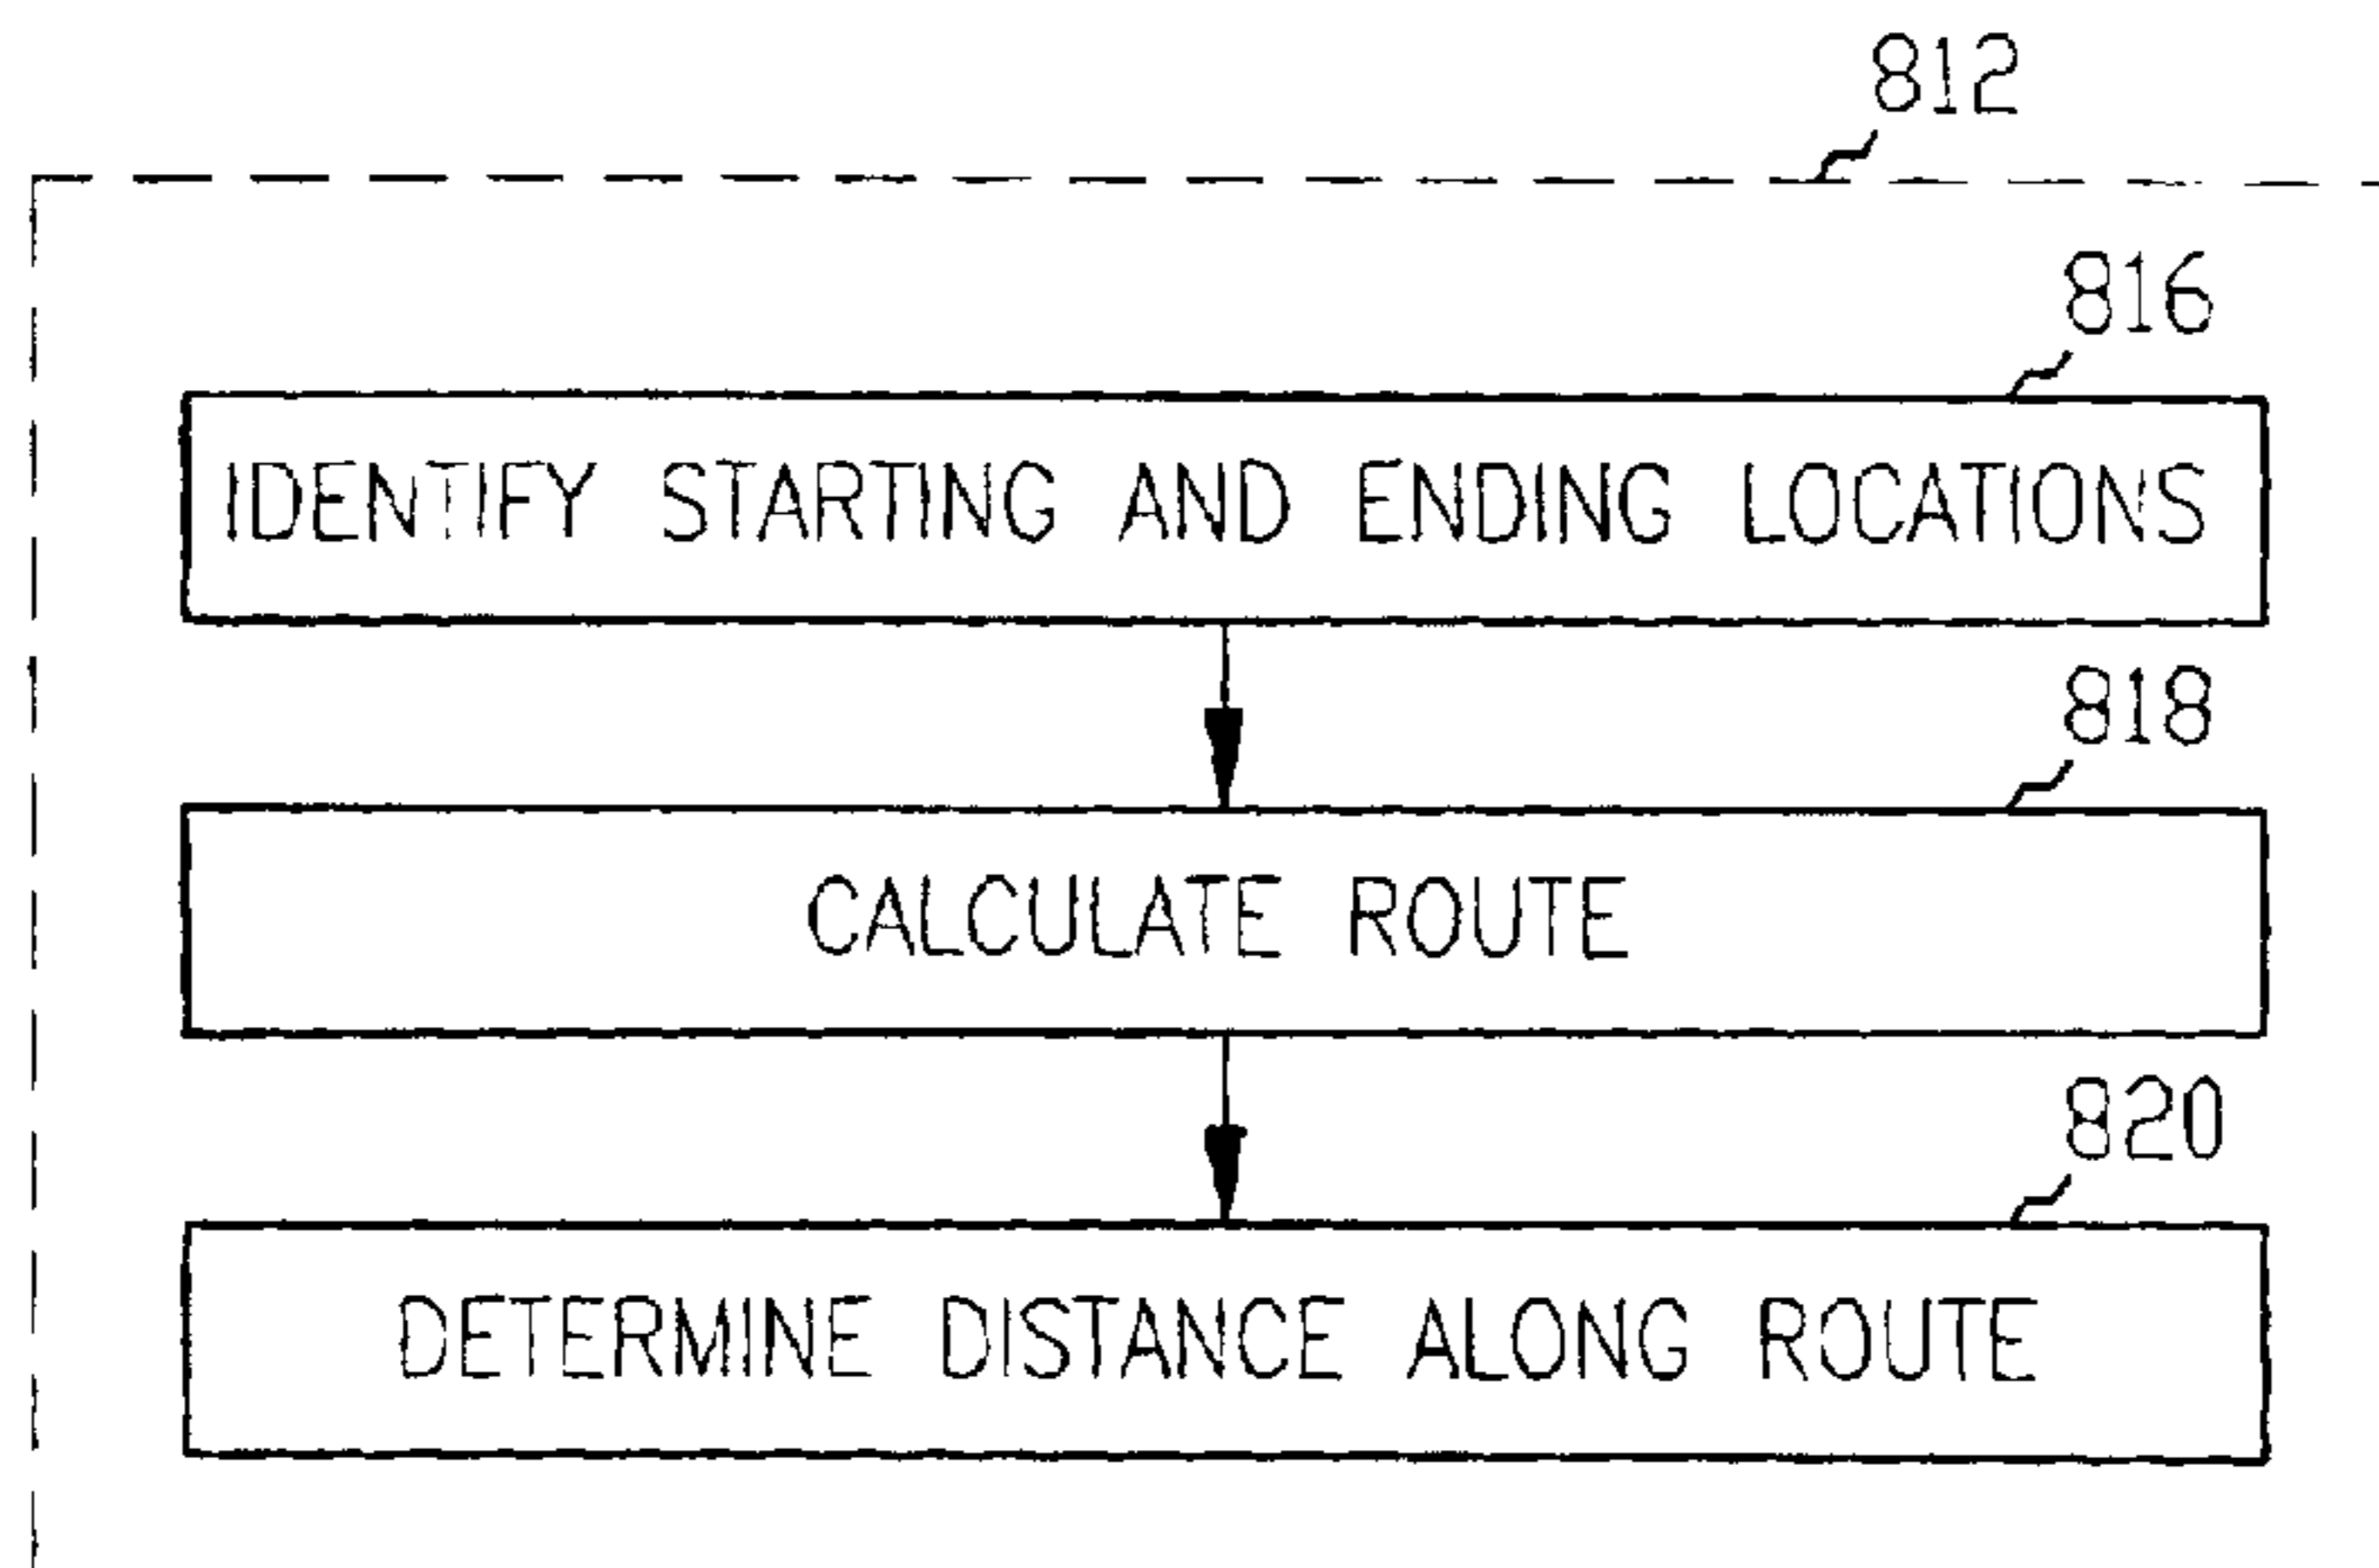 812
816
IDENTIFY STARTING AND ENDING LOCATIONS
818
CALCULATE ROUTE
820
DETERMINE DISTANCE ALONG ROUTE